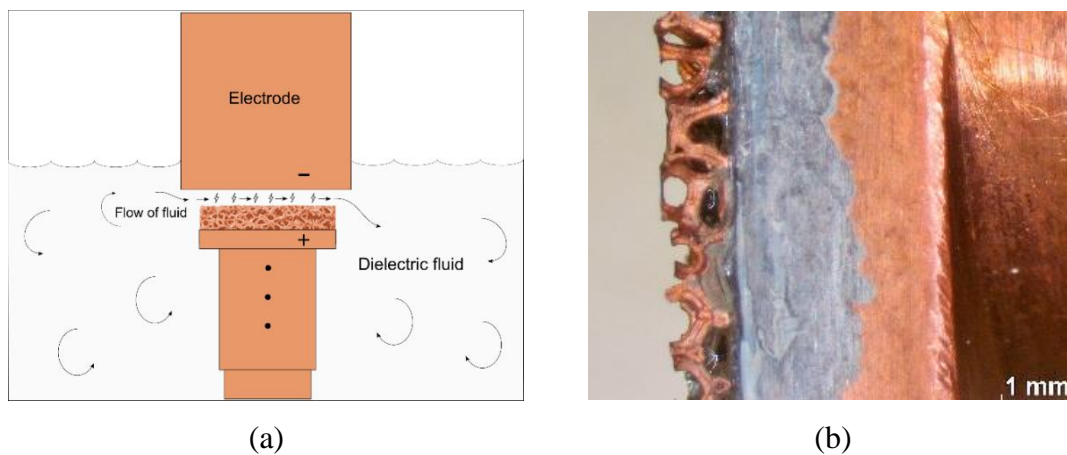 Electrode
−
Flow of fluid
+
Dielectric fluid
1 mm
(a)
(b)